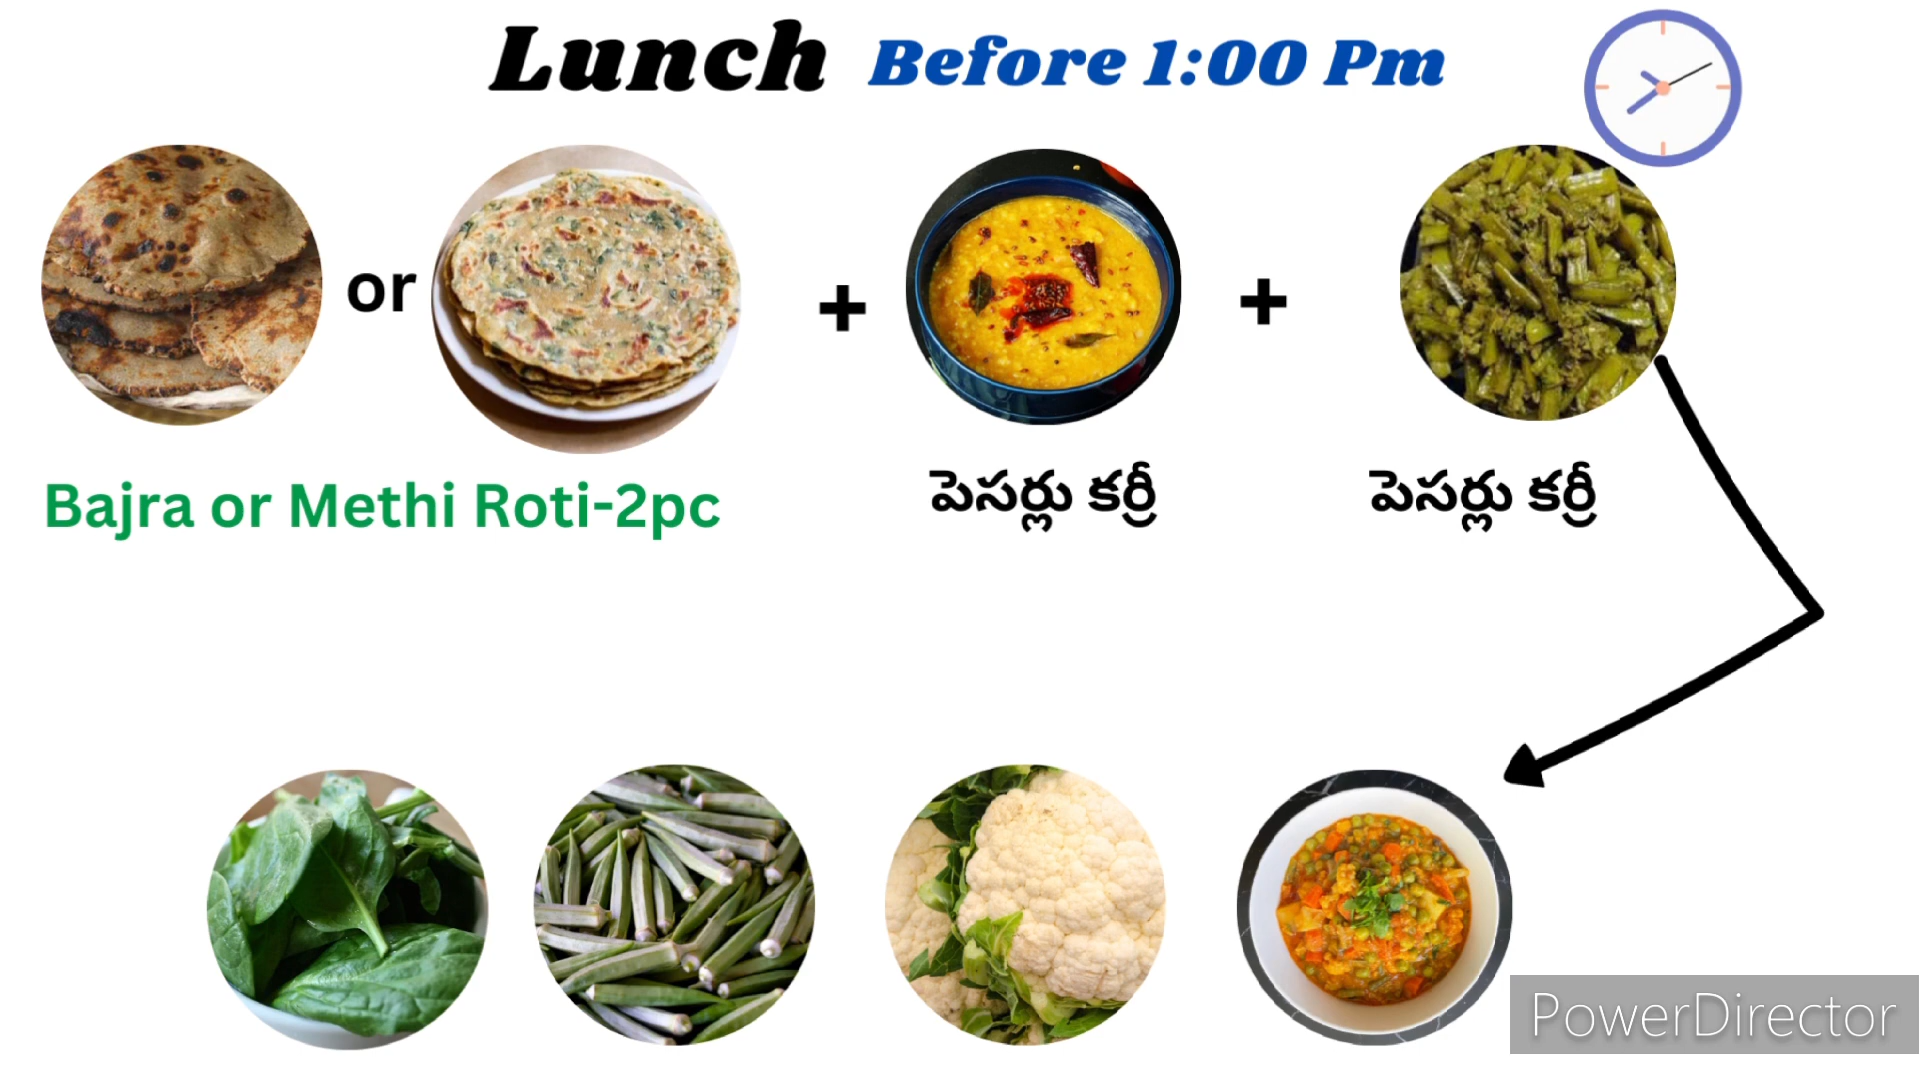 Lunch Before 1:00 Pm
or
+
+
Bajra or Methi Roti-2pc
పెసర్లు కర్రీ
పెసర్లు కర్రీ
PowerDirector